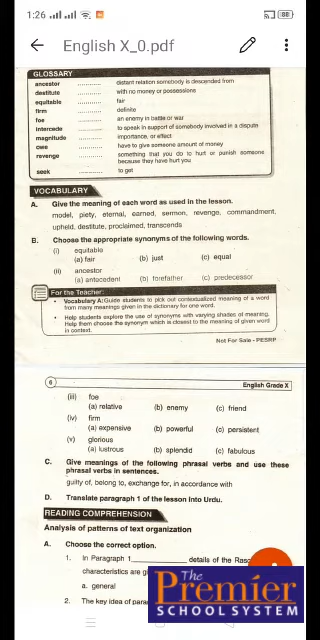 1:26
88
English X_0.pdf
GLOSSARY
ancestor ............ distant relation somebody is descended from
destitute ............ with no money or possessions
equitable ............ fair
firm ............ definite
foe ............ an enemy in battle or war
intercede ............ to speak in support of somebody involved in a dispute
magnitude ............ importance, or effect
owe ............ have to give someone amount of money
revenge ............ something that you do to hurt or punish someone
because they have hurt you
seek ............ to get
VOCABULARY
A. Give the meaning of each word as used in the lesson.
model, piety, eternal, earned, sermon, revenge, commandment,
upheld, destitute, proclaimed, transcends
B. Choose the appropriate synonyms of the following words.
(i) equitable
(a) fair (b) just (c) equal
(ii) ancestor
(a) antecedent (b) forefather (c) predecessor
For the Teacher:
• Vocabulary A: Guide students to pick out contextualized meaning of a word
from many meanings given in the dictionary for one word.
• Help students explore the use of synonyms with varying shades of meaning.
Help them choose the synonym which is closest to the meaning of given word
in context.
Not For Sale - PESRP
6 English Grade X
(iii) foe
(a) relative (b) enemy (c) friend
(iv) firm
(a) expensive (b) powerful (c) persistent
(v) glorious
(a) lustrous (b) splendid (c) fabulous
C. Give meanings of the following phrasal verbs and use these
phrasal verbs in sentences.
guilty of, belong to, exchange for, in accordance with
D. Translate paragraph 1 of the lesson into Urdu.
READING COMPREHENSION
Analysis of patterns of text organization
A. Choose the correct option.
1. In Paragraph 1____________ details of the
characteristics are
a. general
2. The key idea of
The
Premier
SCHOOL SYSTEM